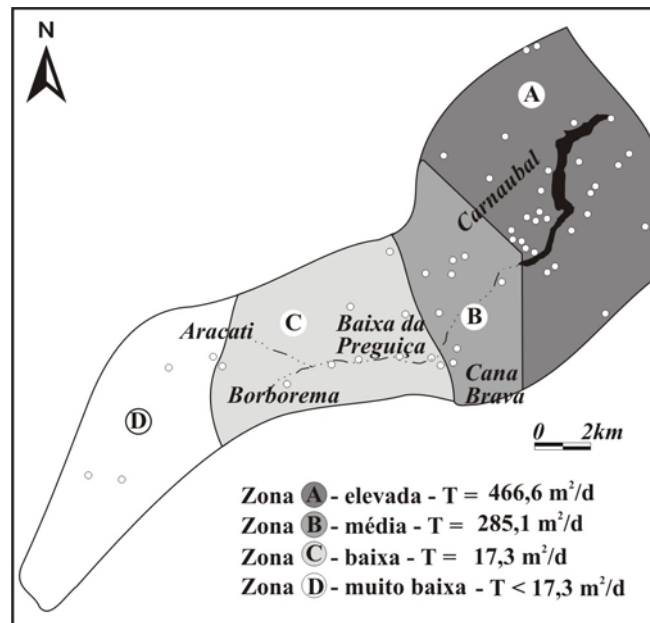 N
A
Carnaubal
C
Baixa da
Preguiça
B
Aracati
Borborema
Cana
Brava
D
0 2km
Zona A - elevada - T = 466,6 m²/d
Zona B - média - T = 285,1 m²/d
Zona C - baixa - T = 17,3 m²/d
Zona D - muito baixa - T < 17,3 m²/d